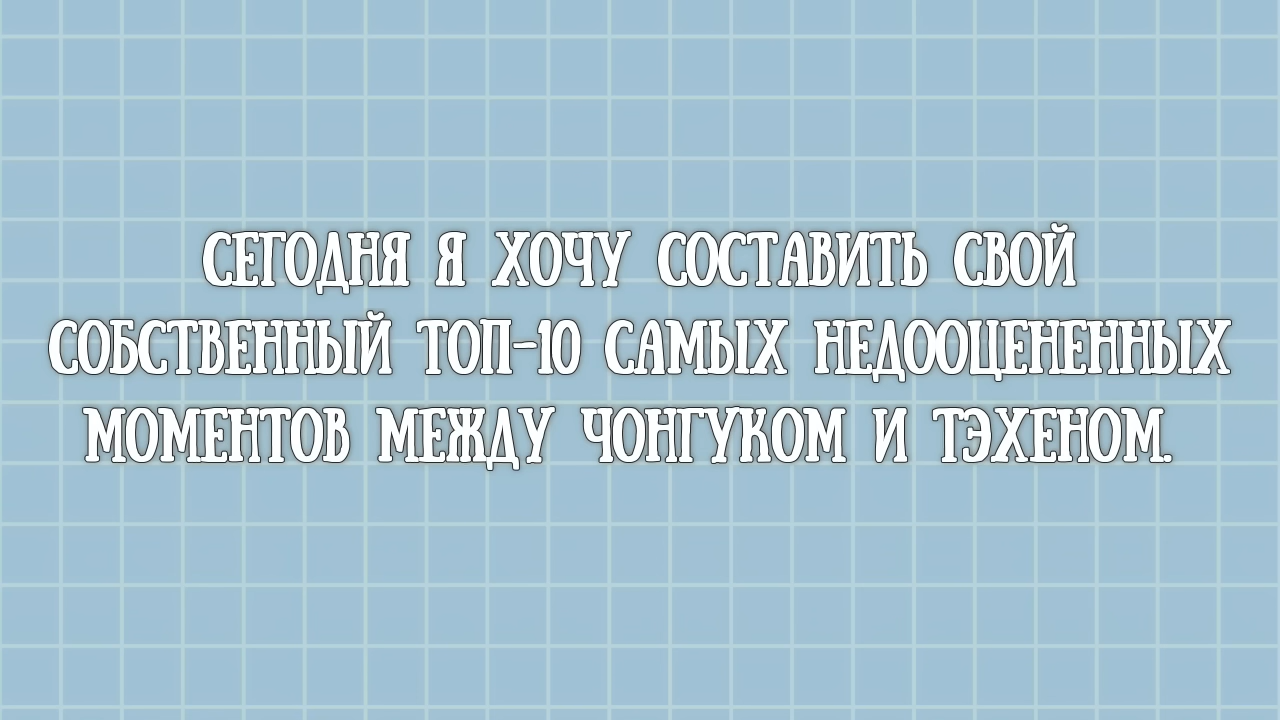 СЕГОДНЯ Я ХОЧУ СОСТАВИТЬ СВОЙ
СОБСТВЕННЫЙ ТОП-10 САМЫХ НЕДООЦЕНЕННЫХ
МОМЕНТОВ МЕЖДУ ЧОНГУКОМ И ТЭХЕНОМ.